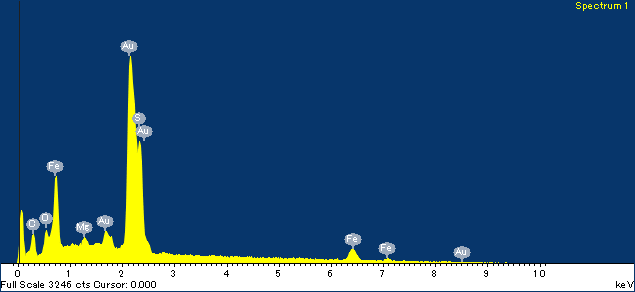 Spectrum 1
Au
S
Au
Fe
C
O
Mg
Au
Fe
Fe
Au
0 1 2 3 4 5 6 7 8 9 10
Full Scale 3246 cts Cursor: 0.000 keV